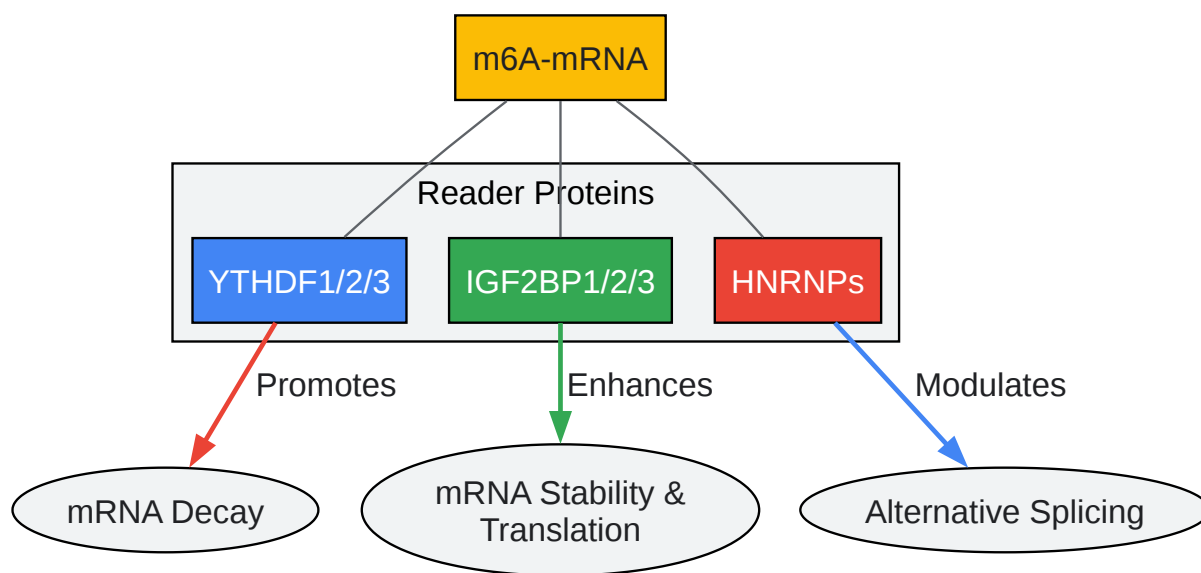 m6A-mRNA
Reader Proteins
YTHDF1/2/3
IGF2BP1/2/3
HNRNPs
Promotes
Enhances
Modulates
mRNA Decay
mRNA Stability &
Translation
Alternative Splicing